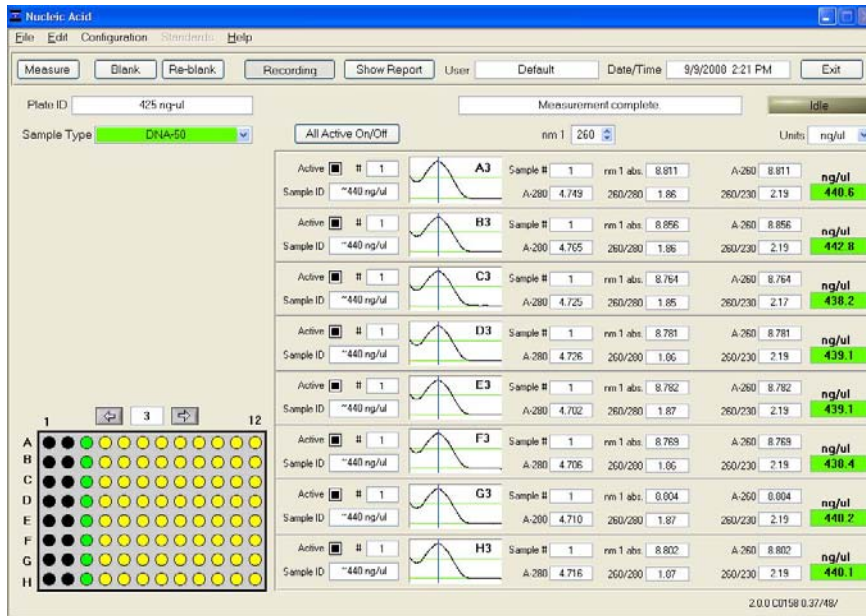 Nucleic Acid
File Edit Configuration Standards Help
Measure Blank Re-blank Recording Show Report User Default Date/Time 9/9/2008 2:21 PM Exit
Plate ID 425 ng-ul Measurement complete. Idle
Sample Type DNA-50 All Active On/Off nm 1 260 Units ng/ul
Active # 1 A3 Sample # 1 nm 1 abs. 8.811 A-260 8.811 ng/ul
Sample ID ~440 ng/ul A-280 4.749 260/280 1.86 260/230 2.19 440.6
Active # 1 B3 Sample # 1 nm 1 abs. 8.856 A-260 8.856 ng/ul
Sample ID ~440 ng/ul A-280 4.765 260/280 1.86 260/230 2.19 442.8
Active # 1 C3 Sample # 1 nm 1 abs. 8.764 A-260 8.764 ng/ul
Sample ID ~440 ng/ul A-280 4.725 260/280 1.85 260/230 2.17 438.2
Active # 1 D3 Sample # 1 nm 1 abs. 8.781 A-260 8.781 ng/ul
Sample ID ~440 ng/ul A-280 4.726 260/280 1.86 260/230 2.19 439.1
Active # 1 E3 Sample # 1 nm 1 abs. 8.782 A-260 8.782 ng/ul
Sample ID ~440 ng/ul A-280 4.702 260/280 1.87 260/230 2.19 439.1
Active # 1 F3 Sample # 1 nm 1 abs. 8.769 A-260 8.769 ng/ul
Sample ID ~440 ng/ul A-280 4.706 260/280 1.86 260/230 2.19 438.4
Active # 1 G3 Sample # 1 nm 1 abs. 8.804 A-260 8.804 ng/ul
Sample ID ~440 ng/ul A-280 4.710 260/280 1.87 260/230 2.19 440.2
Active # 1 H3 Sample # 1 nm 1 abs. 8.802 A-260 8.802 ng/ul
Sample ID ~440 ng/ul A-280 4.716 260/280 1.87 260/230 2.19 440.1
1 3 12
A
B
C
D
E
F
G
H
2.0.0 C0158 0.37/48/